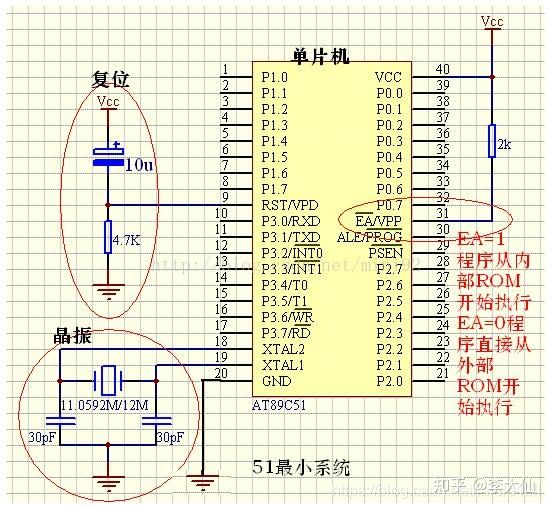 单片机
Vcc
复位
Vcc
10u
4.7K
1 P1.0 VCC 40
2 P1.1 P0.0 39
3 P1.2 P0.1 38
4 P1.3 P0.2 37
5 P1.4 P0.3 36
6 P1.5 P0.4 35
7 P1.6 P0.5 34
8 P1.7 P0.6 33
9 RST/VPD P0.7 32
10 P3.0/RXD EA/VPP 31
11 P3.1/TXD ALE/PROG 30
12 P3.2/INT0 PSEN 29
13 P3.3/INT1 P2.7 28
14 P3.4/T0 P2.6 27
15 P3.5/T1 P2.5 26
16 P3.6/WR P2.4 25
17 P3.7/RD P2.3 24
18 XTAL2 P2.2 23
19 XTAL1 P2.1 22
20 GND P2.0 21
AT89C51
2k
EA=1
程序从内
部ROM
开始执行
EA=0程
序直接从
外部
ROM开
始执行
晶振
11.0592M/12M
30pF
30pF
51最小系统
知乎 @李大仙